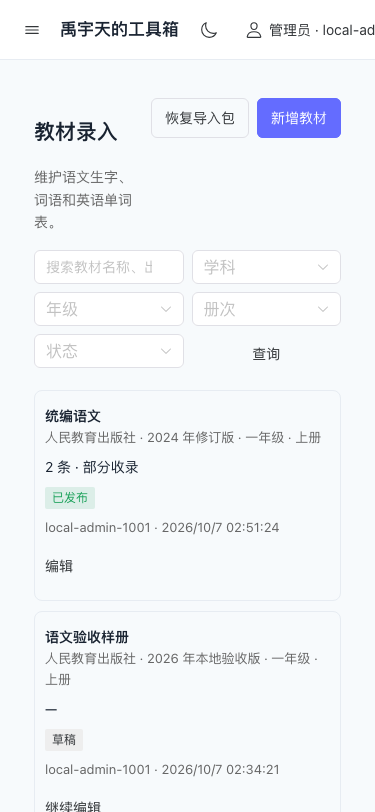 禹宇天的工具箱
管理员 · local-ad
教材录入
恢复导入包
新增教材
维护语文生字、
词语和英语单词
表。
搜索教材名称、出
学科
年级
册次
状态
查询
统编语文
人民教育出版社 · 2024 年修订版 · 一年级 · 上册
2 条 · 部分收录
已发布
local-admin-1001 · 2026/10/7 02:51:24
编辑
语文验收样册
人民教育出版社 · 2026 年本地验收版 · 一年级 ·
上册
—
草稿
local-admin-1001 · 2026/10/7 02:34:21
继续编辑